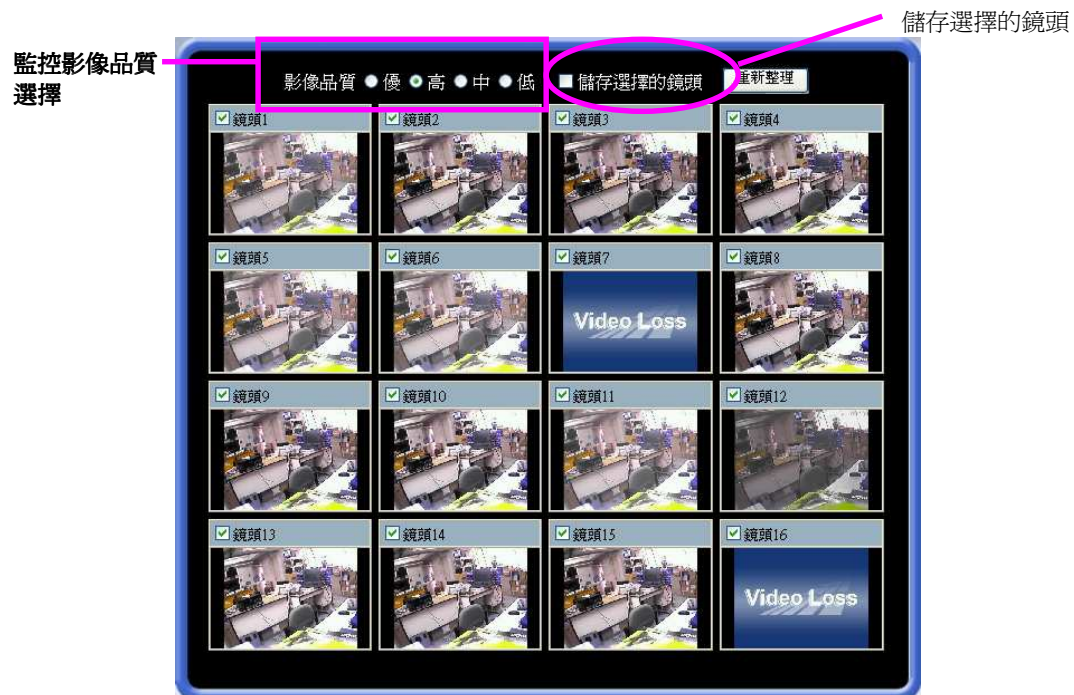 儲存選擇的鏡頭
監控影像品質
選擇
影像品質 優 高 中 低 儲存選擇的鏡頭 重新整理
鏡頭1 鏡頭2 鏡頭3 鏡頭4
鏡頭5 鏡頭6 鏡頭7 鏡頭8
Video Loss
鏡頭9 鏡頭10 鏡頭11 鏡頭12
鏡頭13 鏡頭14 鏡頭15 鏡頭16
Video Loss